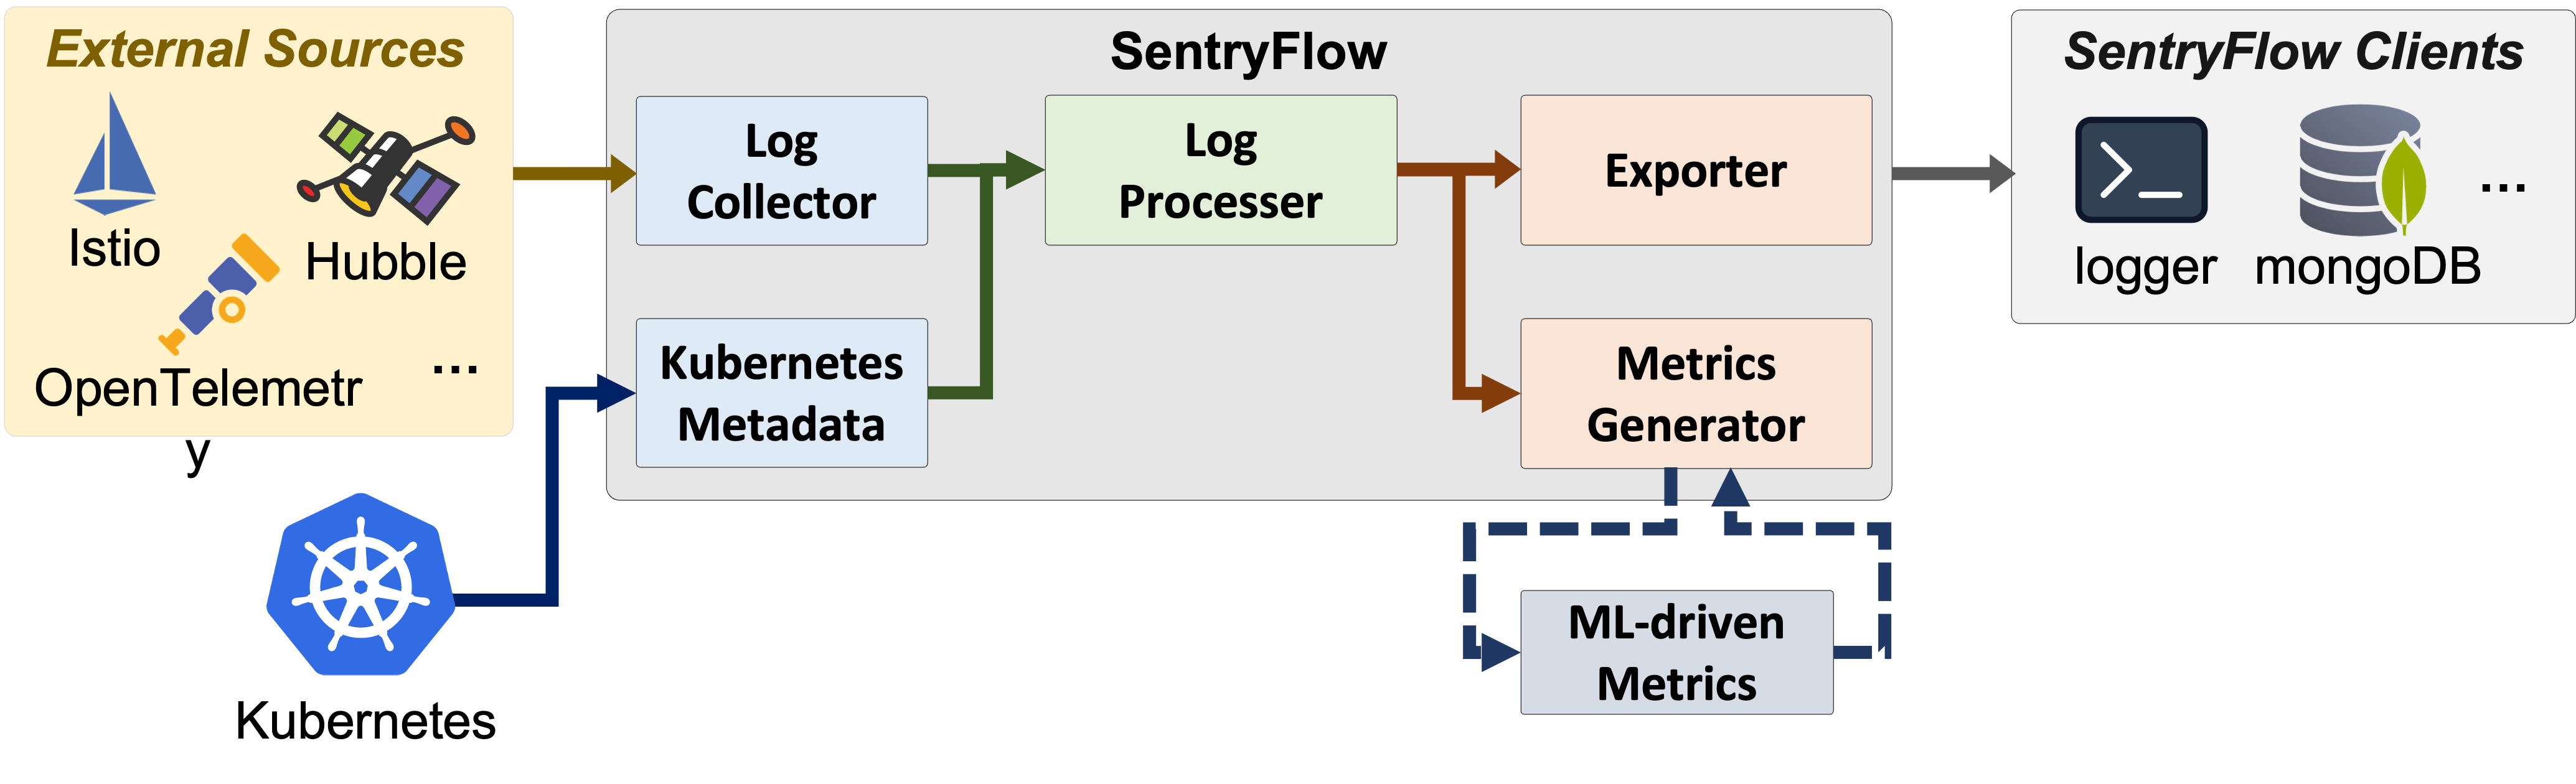 External Sources
Istio
Hubble
OpenTelemetr
y
...
Kubernetes
SentryFlow
Log
Collector
Kubernetes
Metadata
Log
Processer
Exporter
Metrics
Generator
ML-driven
Metrics
SentryFlow Clients
>_
logger
mongoDB
...